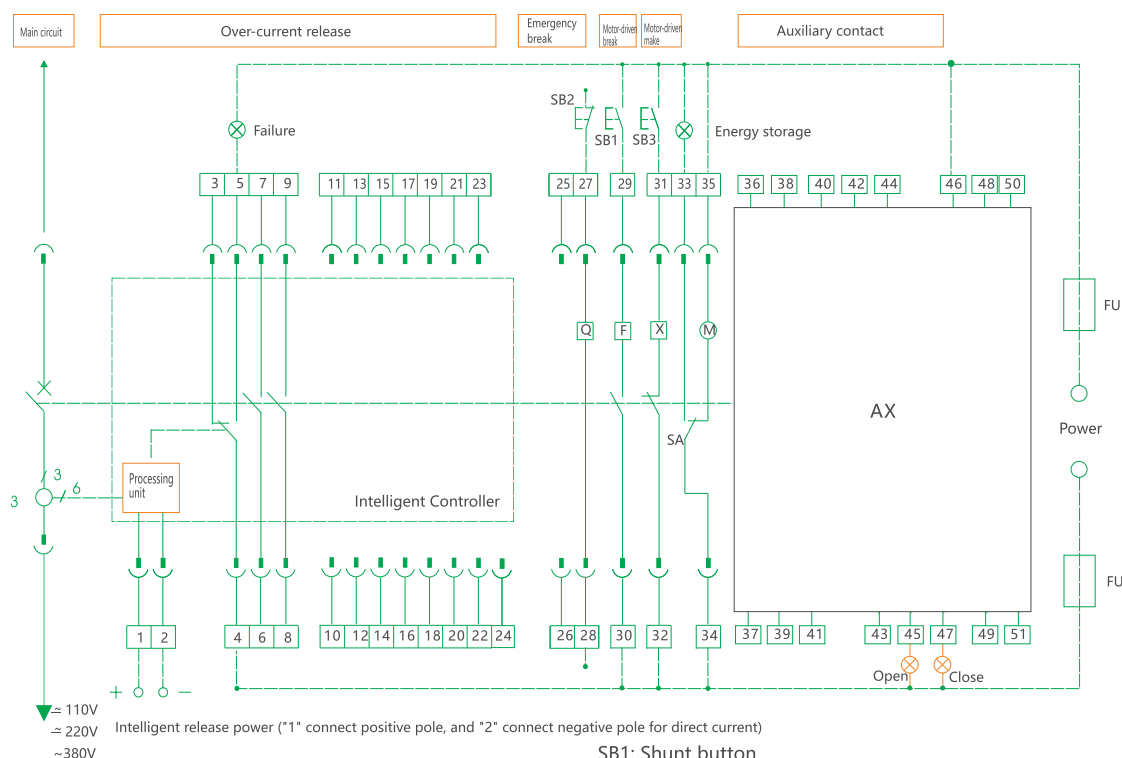 Main circuit
Over-current release
Emergency
break
Motor-driven
break
Motor-driven
make
Auxiliary contact
SB2
SB1
SB3
Failure
Energy storage
3 5 7 9
11 13 15 17 19 21 23
25 27
29
31 33 35
36 38 40 42 44 46 48 50
Q F X M
FU
AX
Power
SA
3
6
3
Processing
unit
Intelligent Controller
FU
1 2
4 6 8
10 12 14 16 18 20 22 24
26 28
30
32
34
37 39 41 43 45 47 49 51
Open
Close
+ −
≃ 110V
≃ 220V
~380V
Intelligent release power ("1" connect positive pole, and "2" connect negative pole for direct current)
SB1: Shunt button